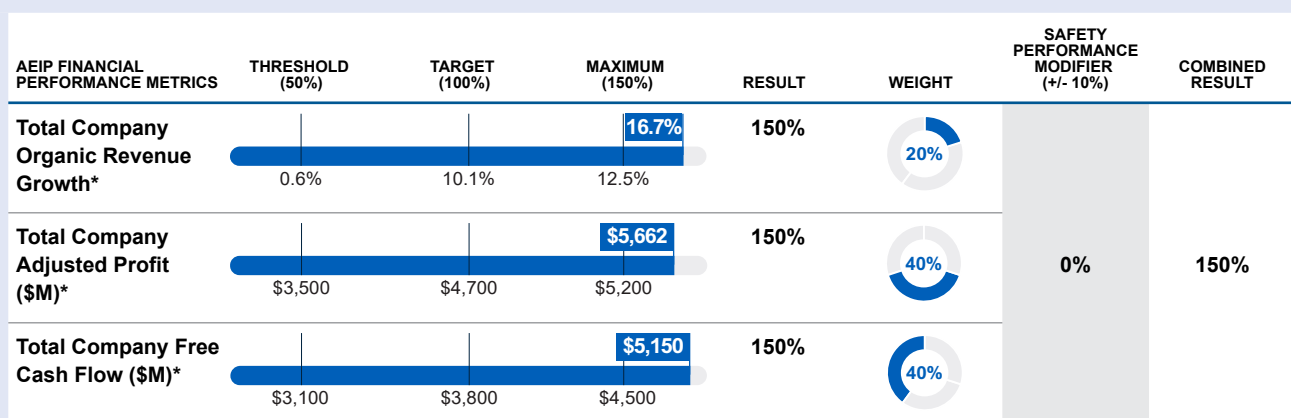 AEIP FINANCIAL
PERFORMANCE METRICS
THRESHOLD
(50%)
TARGET
(100%)
MAXIMUM
(150%)
RESULT
WEIGHT
SAFETY
PERFORMANCE
MODIFIER
(+/- 10%)
COMBINED
RESULT
Total Company
Organic Revenue
Growth*
16.7%
0.6%
10.1%
12.5%
150%
20%
Total Company
Adjusted Profit
($M)*
$5,662
$3,500
$4,700
$5,200
150%
40%
0%
150%
Total Company Free
Cash Flow ($M)*
$5,150
$3,100
$3,800
$4,500
150%
40%